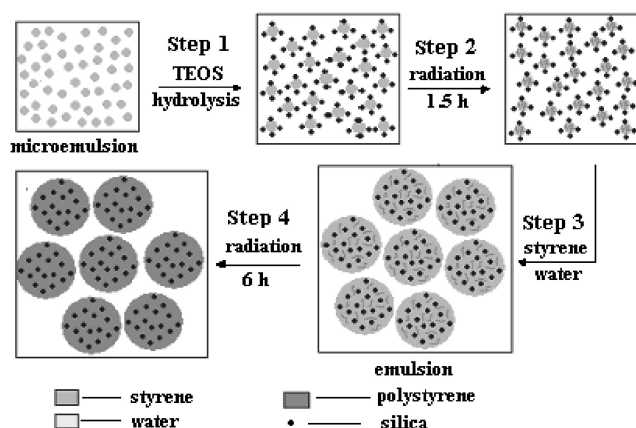 Step 1
TEOS
hydrolysis
microemulsion
Step 2
radiation
1.5 h
Step 3
styrene
water
emulsion
Step 4
radiation
6 h
styrene
water
polystyrene
silica